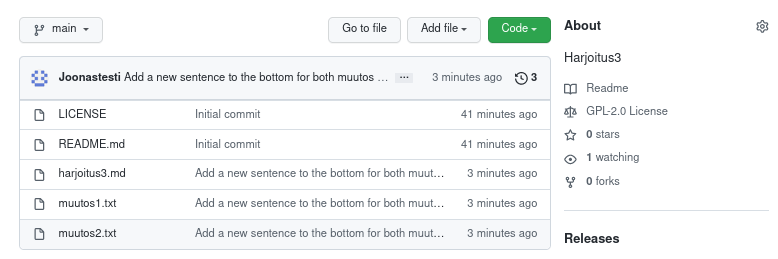 main
Go to file
Add file
Code
Joonastesti Add a new sentence to the bottom for both muutos … ... 3 minutes ago 3
LICENSE Initial commit 41 minutes ago
README.md Initial commit 41 minutes ago
harjoitus3.md Add a new sentence to the bottom for both muut... 3 minutes ago
muutos1.txt Add a new sentence to the bottom for both muut... 3 minutes ago
muutos2.txt Add a new sentence to the bottom for both muut... 3 minutes ago
About
Harjoitus3
Readme
GPL-2.0 License
0 stars
1 watching
0 forks
Releases